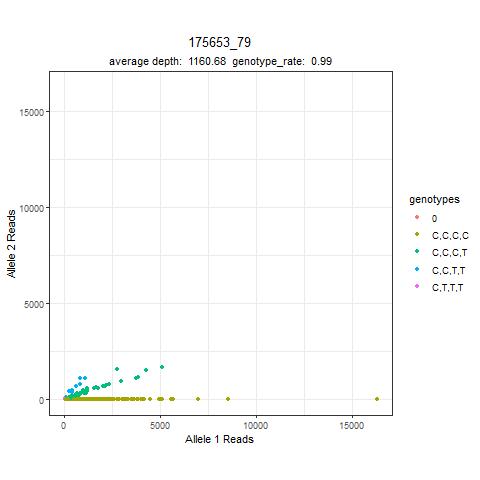 175653_79
average depth:  1160.68  genotype_rate:  0.99
15000
10000
5000
0
Allele 2 Reads
0
5000
10000
15000
Allele 1 Reads
genotypes
0
C,C,C,C
C,C,C,T
C,C,T,T
C,T,T,T